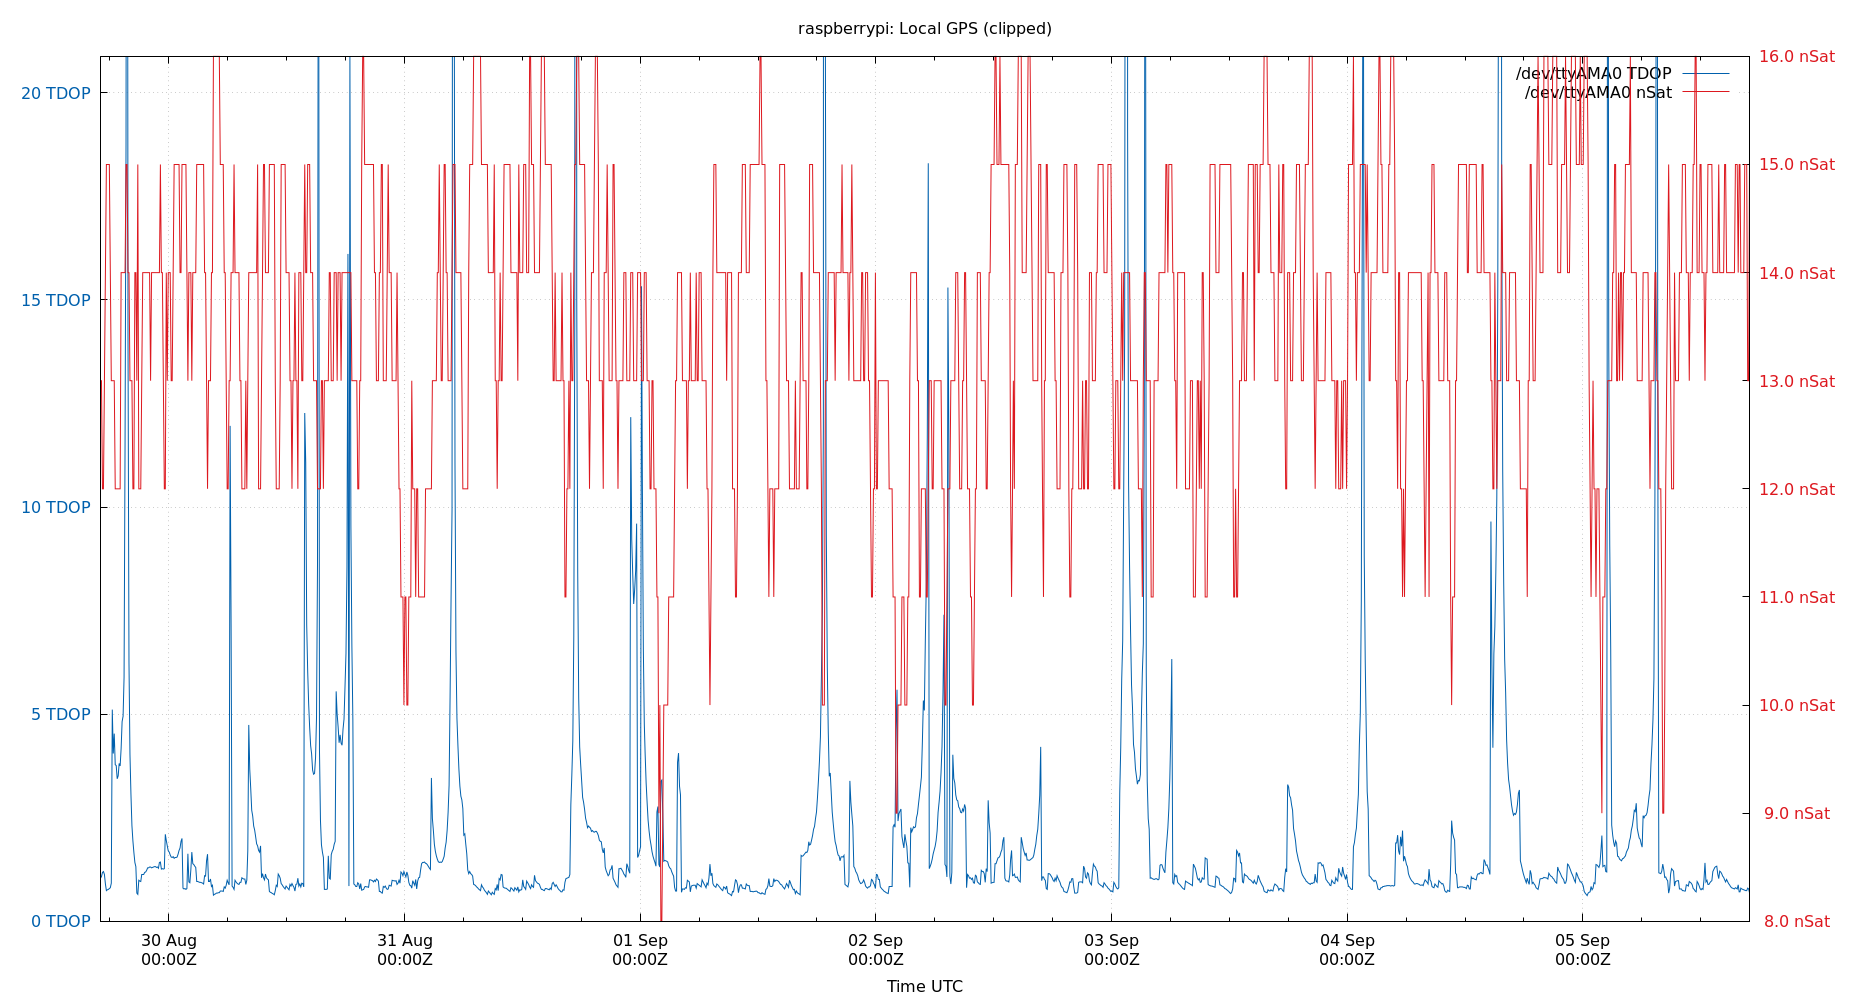 raspberrypi: Local GPS (clipped)
/dev/ttyAMA0 TDOP
/dev/ttyAMA0 nSat
20 TDOP
15 TDOP
10 TDOP
5 TDOP
0 TDOP
16.0 nSat
15.0 nSat
14.0 nSat
13.0 nSat
12.0 nSat
11.0 nSat
10.0 nSat
9.0 nSat
8.0 nSat
30 Aug 31 Aug 01 Sep 02 Sep 03 Sep 04 Sep 05 Sep
00:00Z 00:00Z 00:00Z 00:00Z 00:00Z 00:00Z 00:00Z
Time UTC